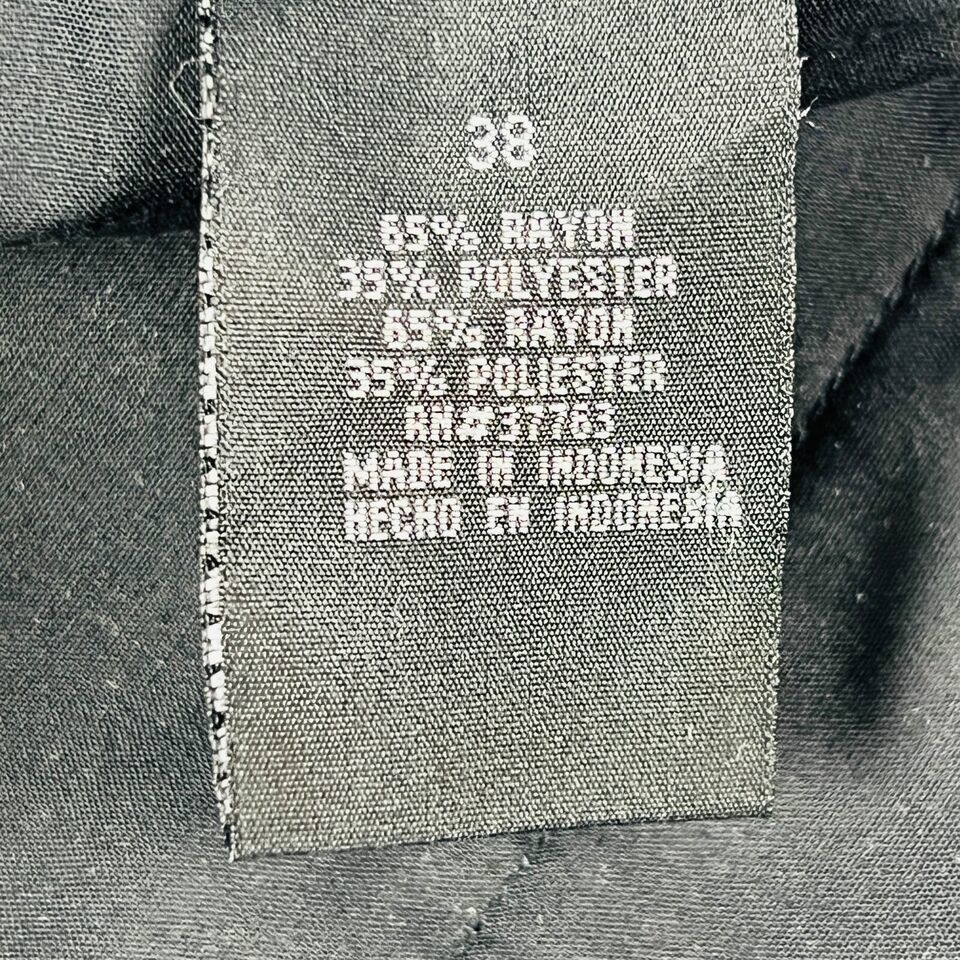 38
65% RAYON
35% POLYESTER
65% RAYON
35% POLIESTER
RN#37763
MADE IN INDONESIA
HECHO EN INDONESIA